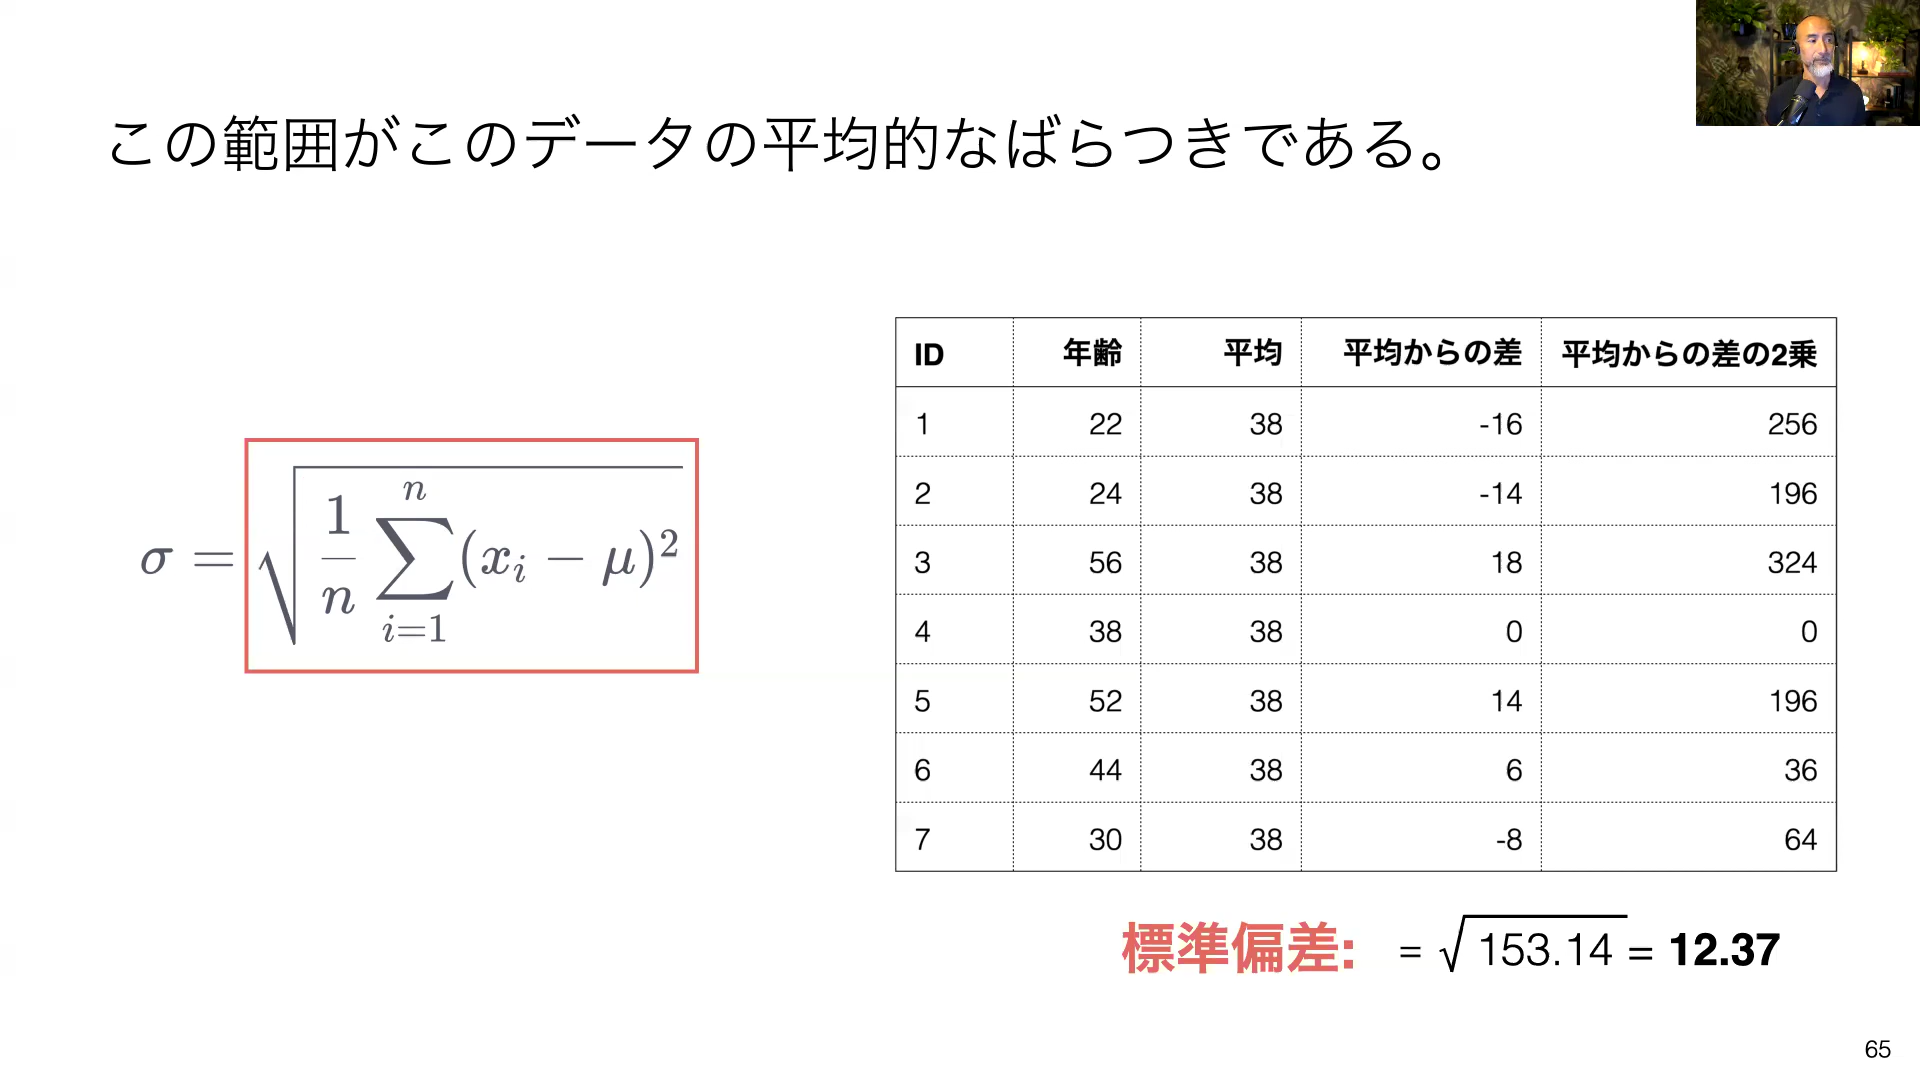 この範囲がこのデータの平均的なばらつきである。
σ = √ 1/n n∑i=1 (xi − μ)2
ID 年齢 平均 平均からの差 平均からの差の2乗
1 22 38 -16 256
2 24 38 -14 196
3 56 38 18 324
4 38 38 0 0
5 52 38 14 196
6 44 38 6 36
7 30 38 -8 64
標準偏差: = √ 153.14 = 12.37
65